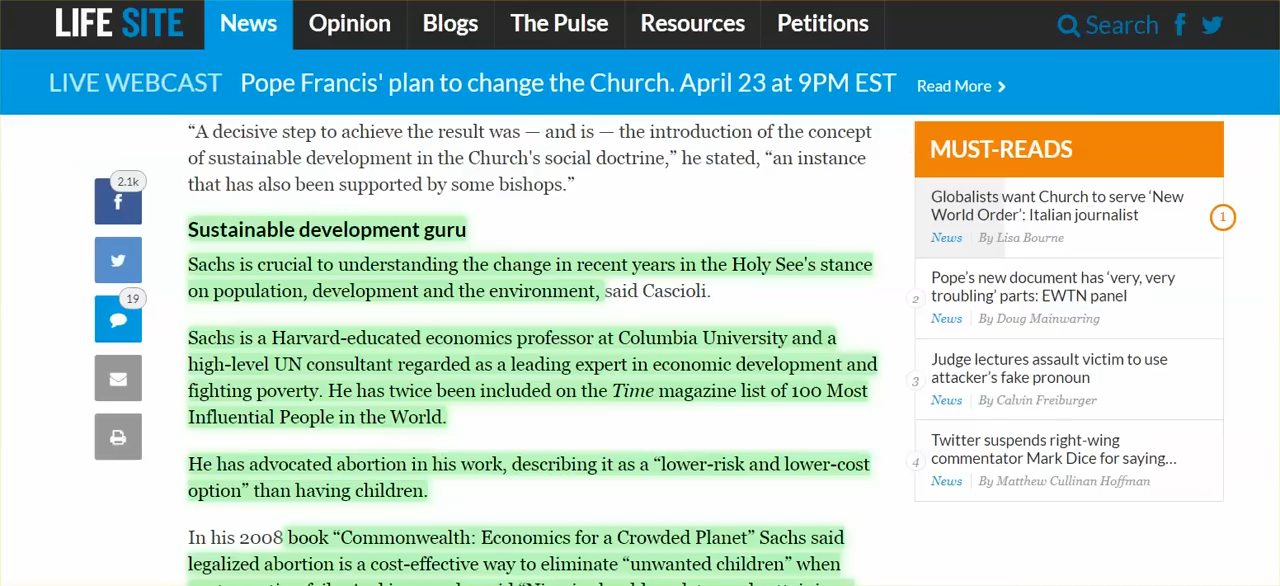 LIFE SITE
News
Opinion
Blogs
The Pulse
Resources
Petitions
Search
LIVE WEBCAST Pope Francis' plan to change the Church. April 23 at 9PM EST Read More
“A decisive step to achieve the result was — and is — the introduction of the concept
of sustainable development in the Church's social doctrine,” he stated, “an instance
that has also been supported by some bishops.”
2.1k
19
Sustainable development guru
Sachs is crucial to understanding the change in recent years in the Holy See's stance
on population, development and the environment, said Cascioli.
Sachs is a Harvard-educated economics professor at Columbia University and a
high-level UN consultant regarded as a leading expert in economic development and
fighting poverty. He has twice been included on the Time magazine list of 100 Most
Influential People in the World.
He has advocated abortion in his work, describing it as a “lower-risk and lower-cost
option” than having children.
In his 2008 book “Commonwealth: Economics for a Crowded Planet” Sachs said
legalized abortion is a cost-effective way to eliminate “unwanted children” when
MUST-READS
Globalists want Church to serve ‘New
World Order’: Italian journalist
News By Lisa Bourne
1
Pope’s new document has ‘very, very
troubling’ parts: EWTN panel
2
News By Doug Mainwaring
Judge lectures assault victim to use
attacker’s fake pronoun
3
News By Calvin Freiburger
Twitter suspends right-wing
commentator Mark Dice for saying...
4
News By Matthew Cullinan Hoffman